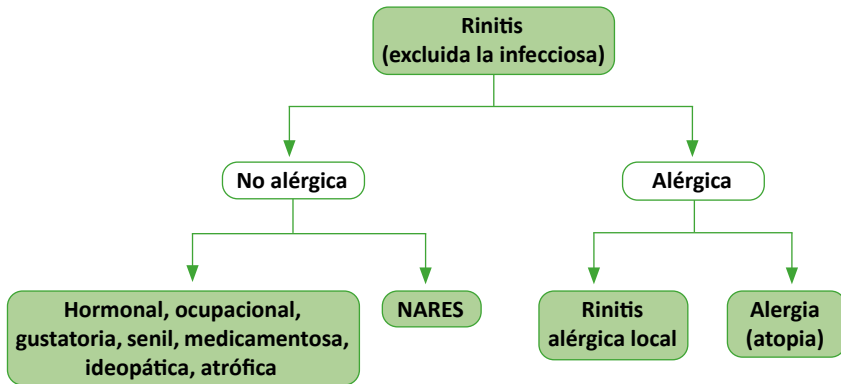 Rinitis
(excluida la infecciosa)
No alérgica
Alérgica
Hormonal, ocupacional,
gustatoria, senil, medicamentosa,
ideopática, atrófica
NARES
Rinitis
alérgica local
Alergia
(atopia)